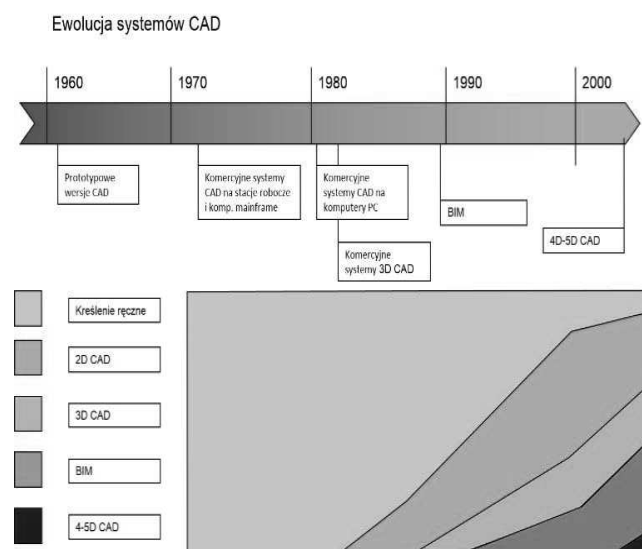 Ewolucja systemów CAD
1960
1970
1980
1990
2000
Prototypowe
wersje CAD
Komercyjne systemy
CAD na stacje robocze
i komp. mainframe
Komercyjne
systemy CAD na
komputery PC
BIM
4D-5D CAD
Komercyjne
systemy 3D CAD
Kreślenie ręczne
2D CAD
3D CAD
BIM
4-5D CAD